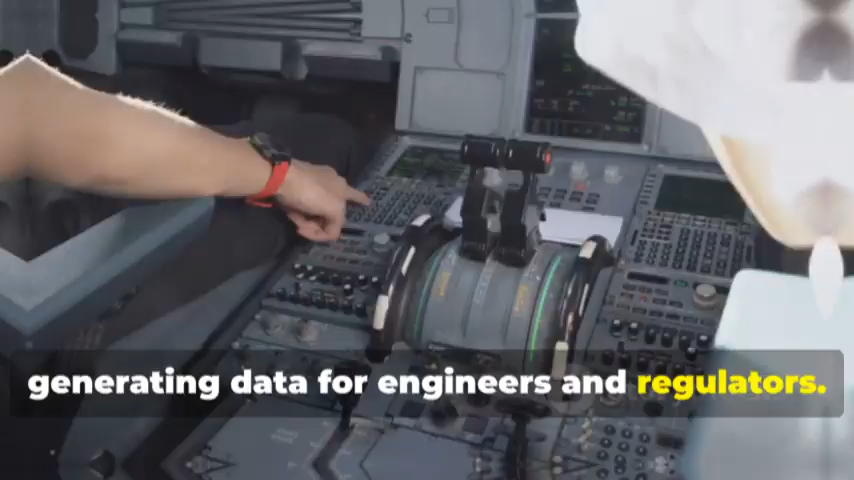 generating data for engineers and regulators.